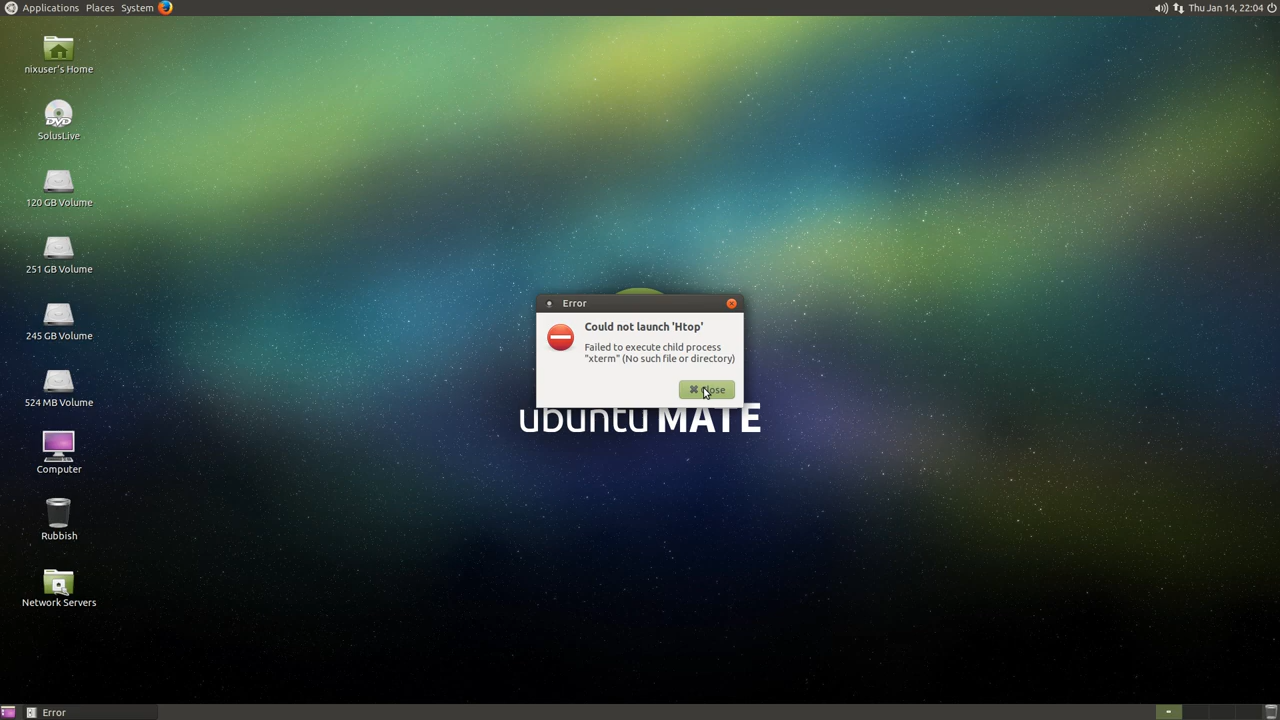 Applications Places System
Thu Jan 14, 22:04
nixuser's Home
DVD
SolusLive
120 GB Volume
251 GB Volume
245 GB Volume
524 MB Volume
Computer
Rubbish
Network Servers
Error
Could not launch 'Htop'
Failed to execute child process
"xterm" (No such file or directory)
Close
ubuntu MATE
Error